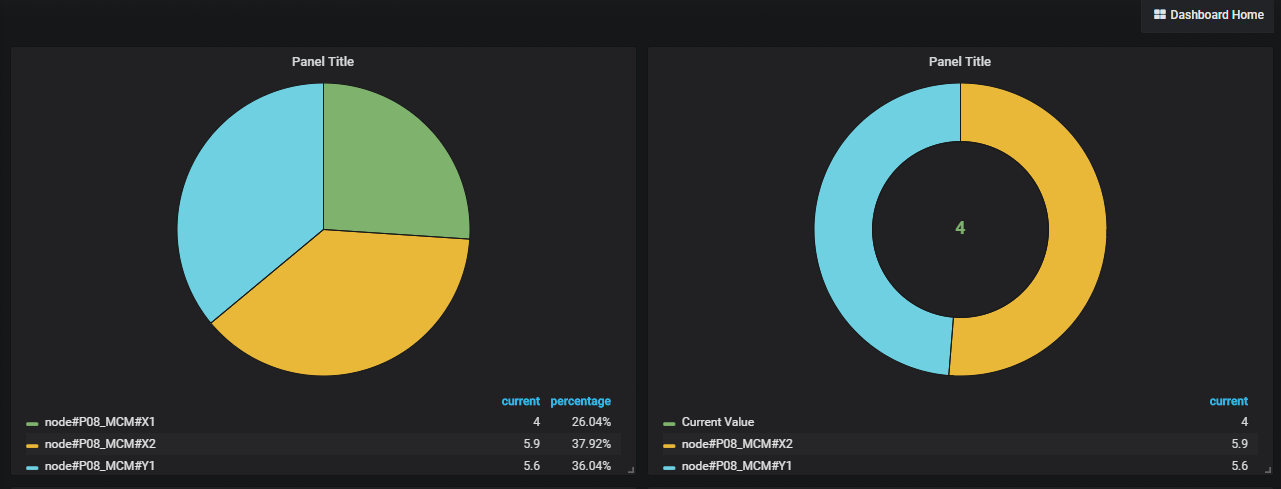 Dashboard Home
Panel Title
current percentage
node#P08_MCM#X1 4 26.04%
node#P08_MCM#X2 5.9 37.92%
node#P08_MCM#Y1 5.6 36.04%
Panel Title
4
current
Current Value 4
node#P08_MCM#X2 5.9
node#P08_MCM#Y1 5.6